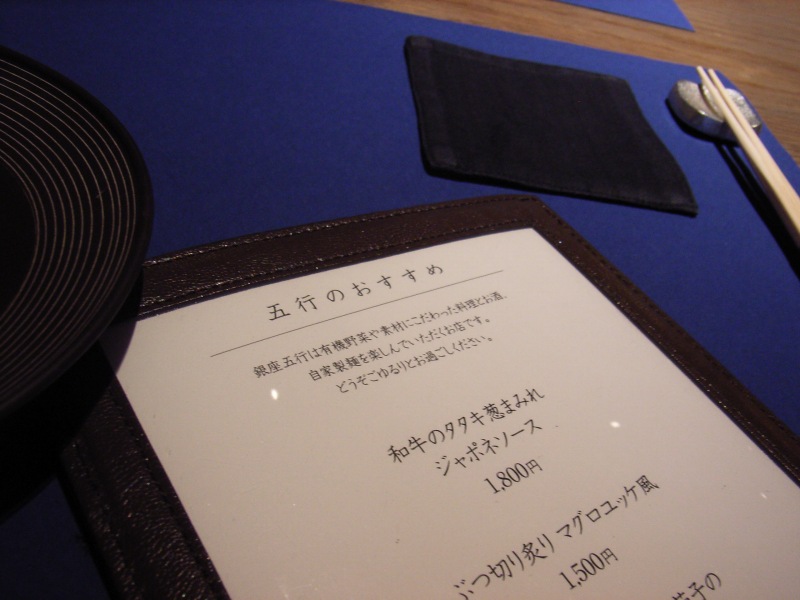 五行のおすすめ
銀座五行は有機野菜や素材にこだわった料理とお酒、
自家製麺を楽しんでいただくお店です。
どうぞごゆるりとお過ごしください。
和牛のタタキ葱まみれ
ジャポネソース
1,800円
ぶつ切り炙りマグロユッケ風
1,500円
子の